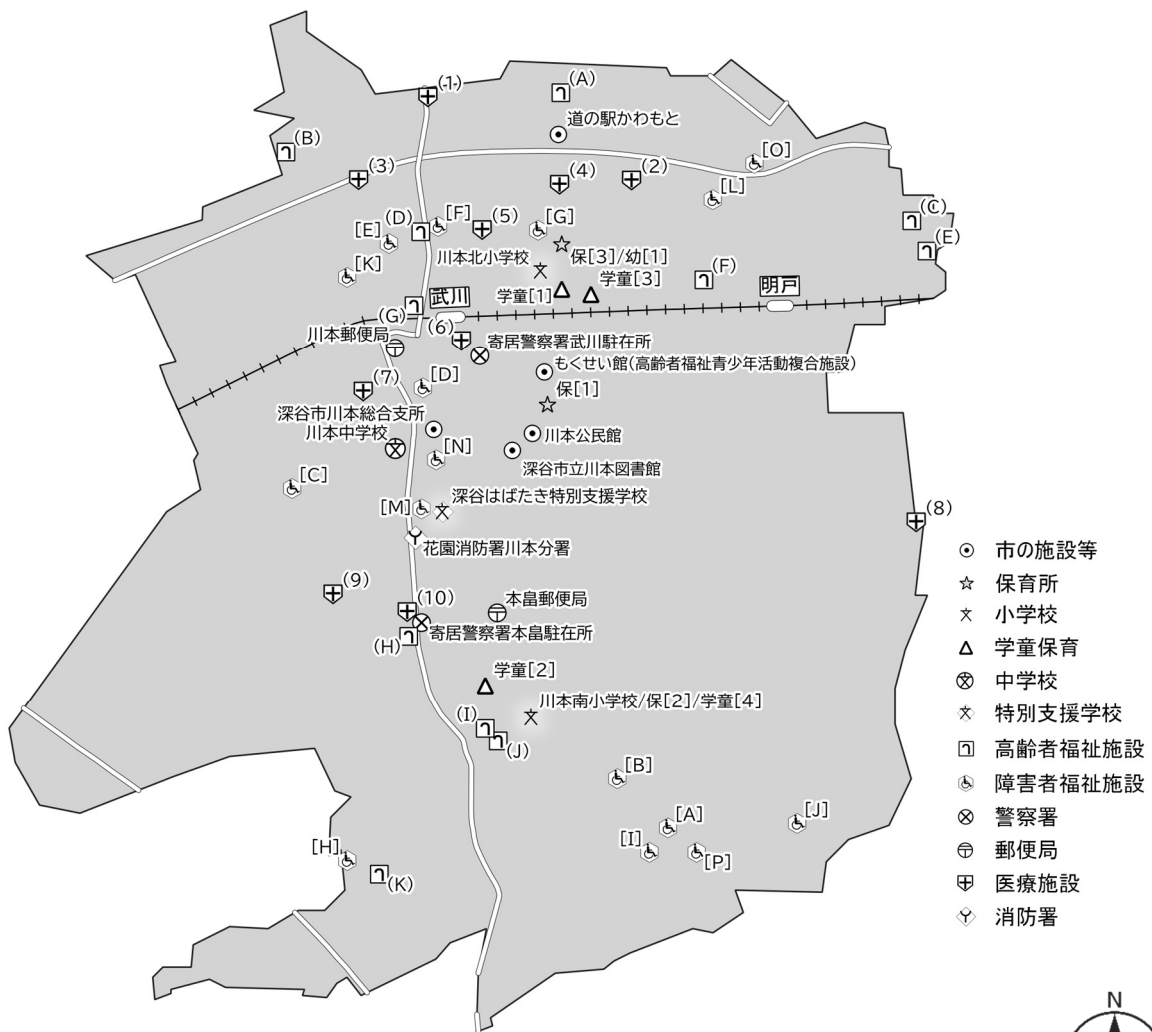 (1)
(A)
道の駅かわもと
(B)
[O]
(3)
(4)
(2)
[L]
(C)
(D)
[F]
(5)
[G]
[E]
(E)
川本北小学校
保[3]/幼[1]
[K]
学童[3]
(F)
学童[1]
明戸
武川
(G)
川本郵便局
(6)
寄居警察署武川駐在所
もくせい館(高齢者福祉青少年活動複合施設)
(7)
[D]
保[1]
深谷市川本総合支所
川本中学校
川本公民館
[N]
深谷市立川本図書館
[C]
[M]
深谷はばたき特別支援学校
(8)
花園消防署川本分署
(9)
(10)
本畠郵便局
寄居警察署本畠駐在所
(H)
学童[2]
川本南小学校/保[2]/学童[4]
(I)
(J)
[B]
[A]
[J]
[I]
[P]
[H]
(K)
市の施設等
保育所
小学校
学童保育
中学校
特別支援学校
高齢者福祉施設
障害者福祉施設
警察署
郵便局
医療施設
消防署
N